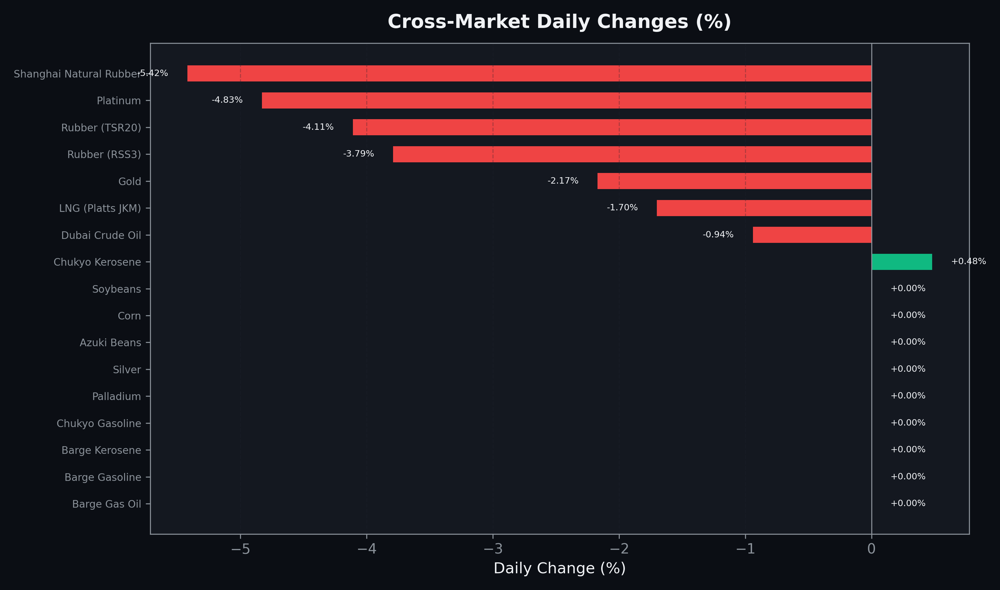 Cross-Market Daily Changes (%)
Shanghai Natural Rubber -5.42%
Platinum -4.83%
Rubber (TSR20) -4.11%
Rubber (RSS3) -3.79%
Gold -2.17%
LNG (Platts JKM) -1.70%
Dubai Crude Oil -0.94%
Chukyo Kerosene +0.48%
Soybeans +0.00%
Corn +0.00%
Azuki Beans +0.00%
Silver +0.00%
Palladium +0.00%
Chukyo Gasoline +0.00%
Barge Kerosene +0.00%
Barge Gasoline +0.00%
Barge Gas Oil +0.00%
−5 −4 −3 −2 −1 0
Daily Change (%)